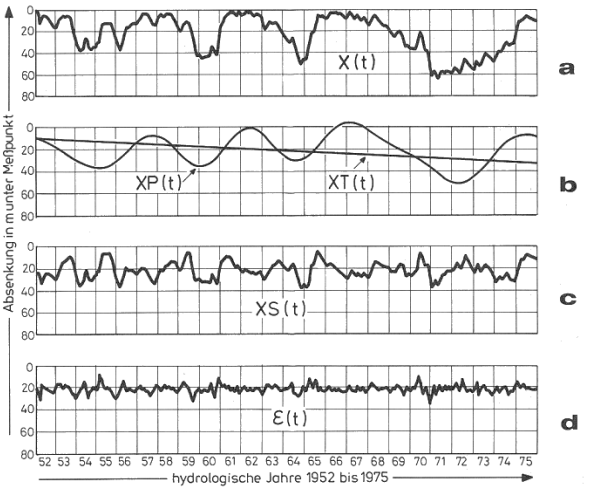 Absenkung in m unter Meßpunkt
0
20
40
60
80
X(t)
a
0
20
40
60
80
XP(t)
XT(t)
b
0
20
40
60
80
XS(t)
c
0
20
40
60
80
ε(t)
d
52 53 54 55 56 57 58 59 60 61 62 63 64 65 66 67 68 69 70 71 72 73 74 75
hydrologische Jahre 1952 bis 1975